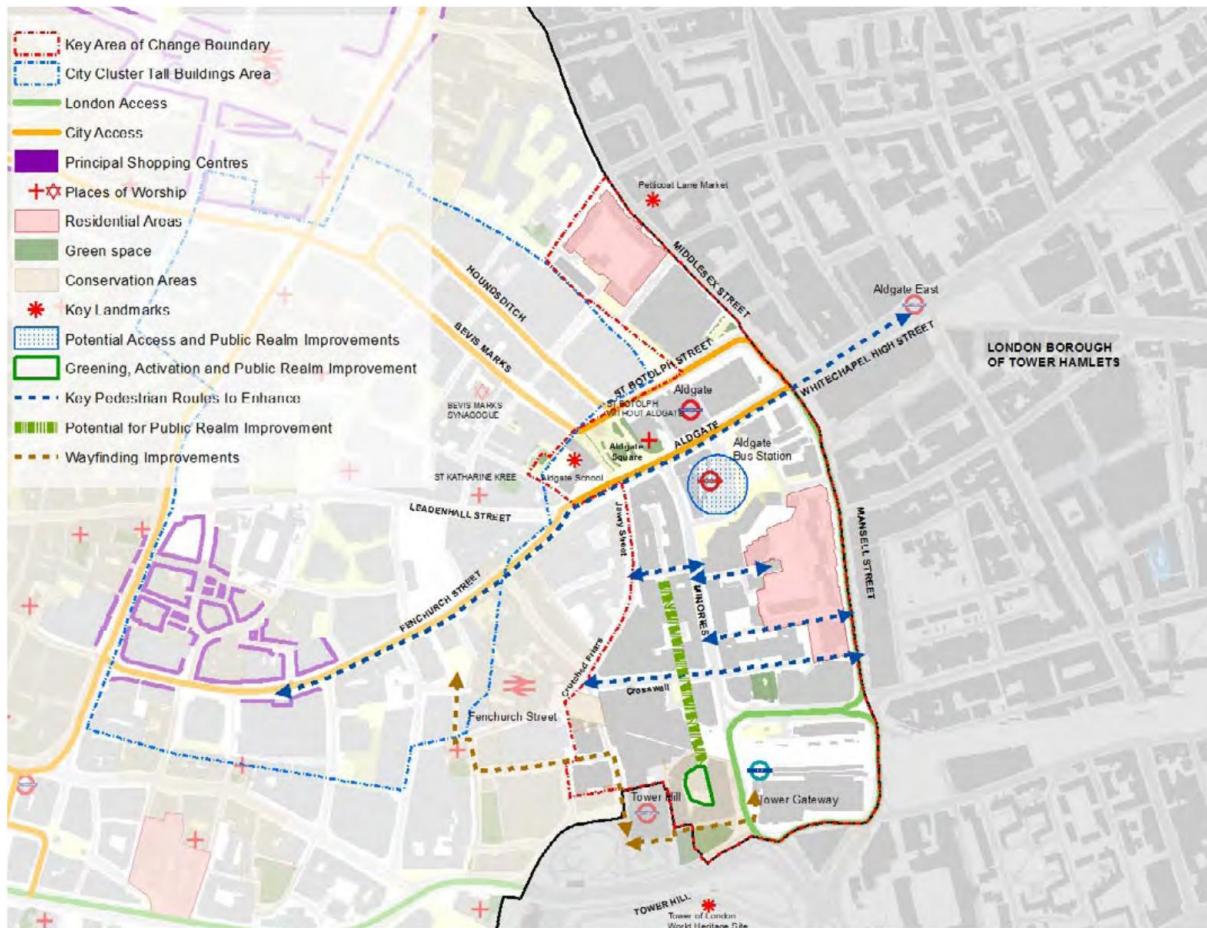 Key Area of Change Boundary
City Cluster Tall Buildings Area
London Access
City Access
Principal Shopping Centres
Places of Worship
Residential Areas
Green space
Conservation Areas
Key Landmarks
Potential Access and Public Realm Improvements
Greening, Activation and Public Realm Improvement
Key Pedestrian Routes to Enhance
Potential for Public Realm Improvement
Wayfinding Improvements
Petticoat Lane Market
MIDDLESEX STREET
HOUNDSDITCH
BEVIS MARKS
Aldgate East
WHITECHAPEL HIGH STREET
LONDON BOROUGH
OF TOWER HAMLETS
ST BOTOLPH STREET
Aldgate
BEVIS MARKS
SYNAGOGUE
ST BOTOLPH
WITHOUT ALDGATE
ALDGATE
Aldgate
Square
Aldgate
Bus Station
Aldgate School
ST KATHARINE KREE
LEADENHALL STREET
Jewry Street
MANSELL STREET
FENCHURCH STREET
MINORIES
Crutched Friars
Crosswall
Fenchurch Street
Tower Hill
Tower Gateway
TOWER HILL
Tower of London
World Heritage Site